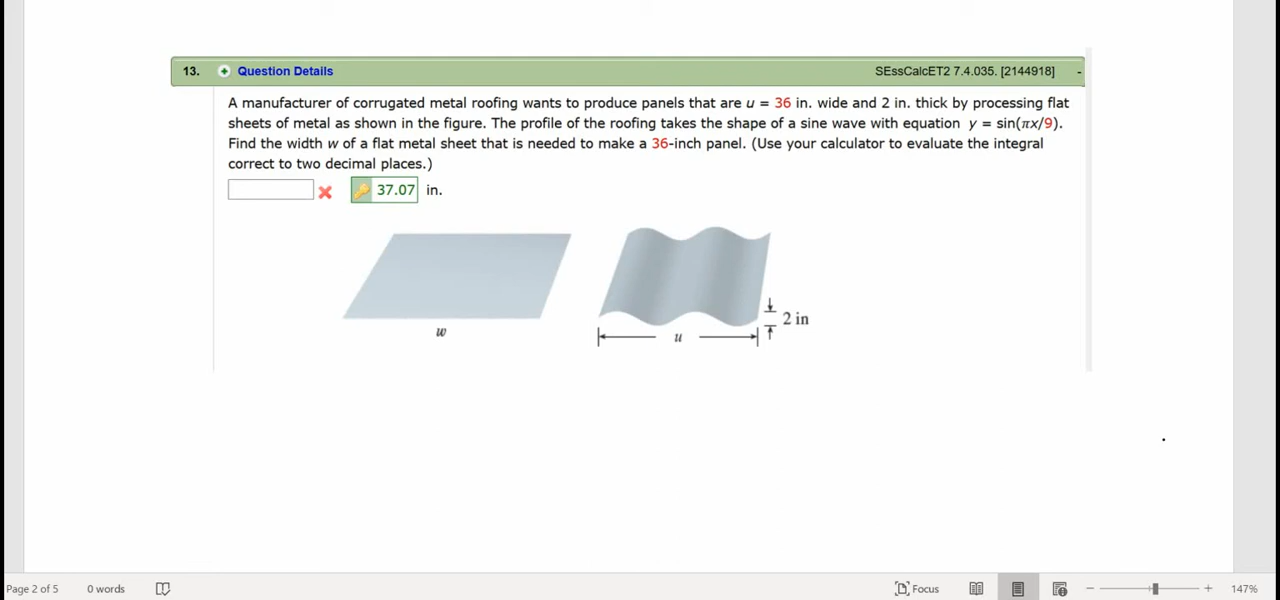 13. Question Details SEssCalcET2 7.4.035. [2144918] -
A manufacturer of corrugated metal roofing wants to produce panels that are u = 36 in. wide and 2 in. thick by processing flat
sheets of metal as shown in the figure. The profile of the roofing takes the shape of a sine wave with equation y = sin(πx/9).
Find the width w of a flat metal sheet that is needed to make a 36-inch panel. (Use your calculator to evaluate the integral
correct to two decimal places.)
37.07 in.
2 in
w
u
Page 2 of 5 0 words Focus 147%